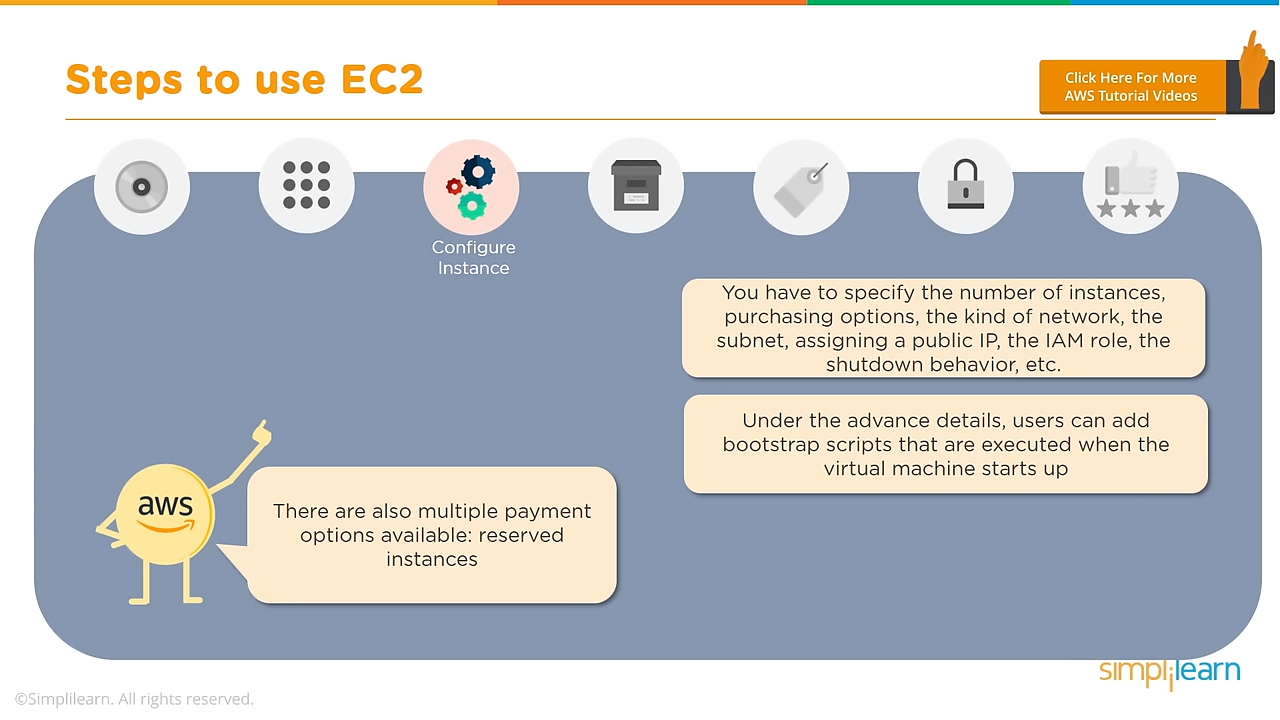 Steps to use EC2
Click Here For More
AWS Tutorial Videos
Configure
Instance
You have to specify the number of instances,
purchasing options, the kind of network, the
subnet, assigning a public IP, the IAM role, the
shutdown behavior, etc.
Under the advance details, users can add
bootstrap scripts that are executed when the
virtual machine starts up
aws
There are also multiple payment
options available: reserved
instances
simplilearn
©Simplilearn. All rights reserved.